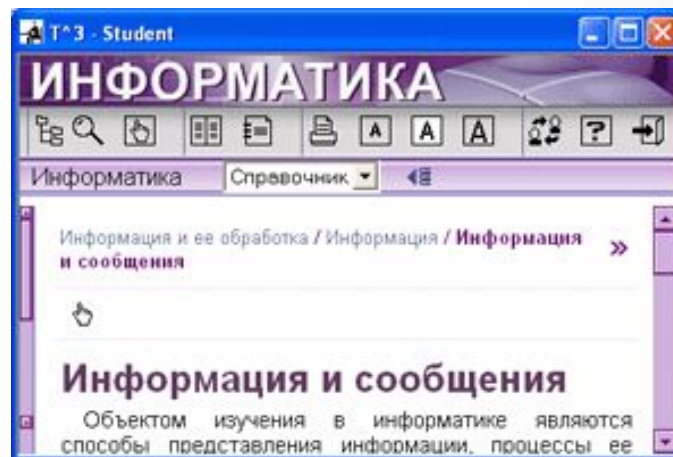 T^3 - Student
ИНФОРМАТИКА
A A A ?
Информатика Справочник
Информация и ее обработка / Информация / Информация »
и сообщения
Информация и сообщения
Объектом изучения в информатике являются
способы представления информации, процессы ее